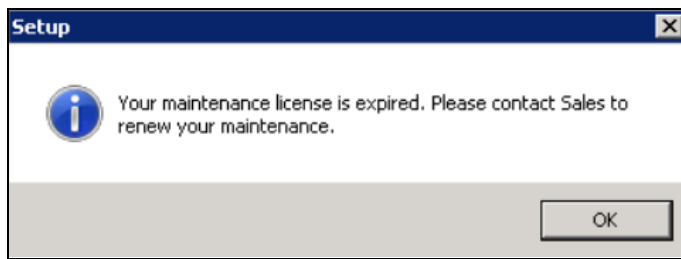 Setup
Your maintenance license is expired. Please contact Sales to
renew your maintenance.
OK